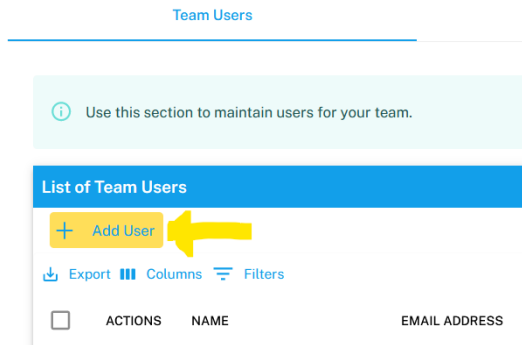 Team Users
Use this section to maintain users for your team.
List of Team Users
Add User
Export Columns Filters
ACTIONS NAME EMAIL ADDRESS